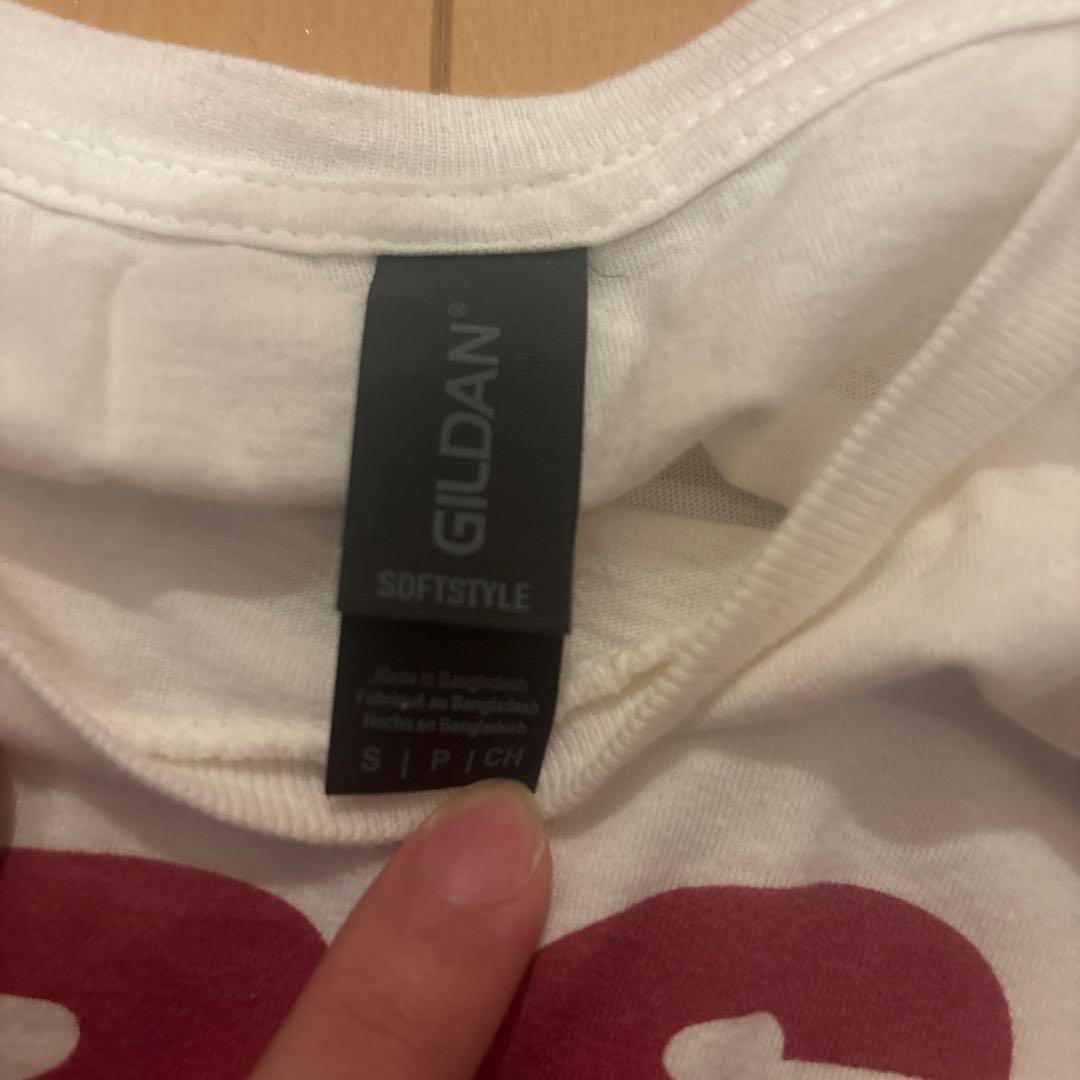 GILDAN®
SOFTSTYLE
Made in Bangladesh
Fabriqué au Bangladesh
Hecho en Bangladesh
S | P | CH